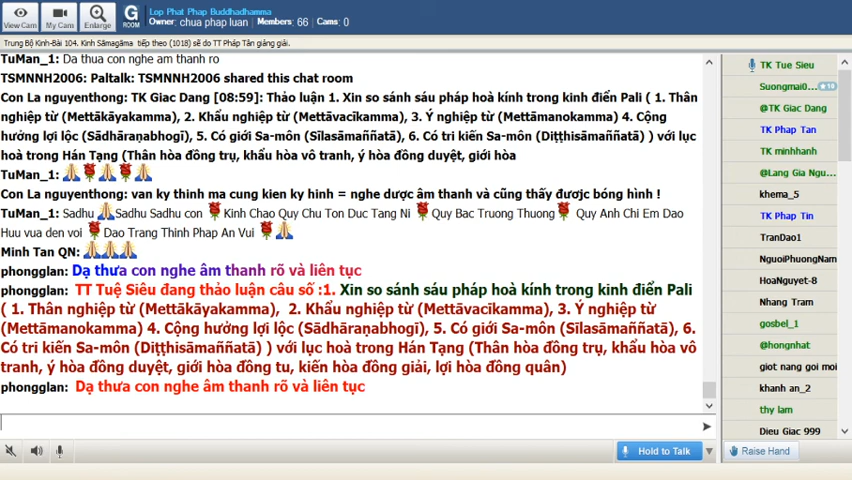 View Cam
My Cam
Enlarge
G
ROOM
Lop Phat Phap Buddhadhamma
Owner: chua phap luan Members: 66 Cams: 0
Trung Bộ Kinh-Bài 104. Kinh Sāmagāma tiếp theo (1018) sẽ do TT Pháp Tân giảng giải.
TuMan_1: Da thua con nghe am thanh ro
TSMNNH2006: Paltalk: TSMNNH2006 shared this chat room
Con La nguyenthong: TK Giac Dang [08:59]: Thảo luận 1. Xin so sánh sáu pháp hoà kính trong kinh điển Pali ( 1. Thân
nghiệp từ (Mettākāyakamma), 2. Khẩu nghiệp từ (Mettavacīkamma), 3. Ý nghiệp từ (Mettamanokamma) 4. Cộng
hưởng lợi lộc (Sādhāraṇabhogī), 5. Có giới Sa-môn (Sīlasāmaññatā), 6. Có tri kiến Sa-môn (Diṭṭhisāmaññatā) ) với lục
hoà trong Hán Tạng (Thân hòa đồng trụ, khẩu hòa vô tranh, ý hòa đồng duyệt, giới hòa
TuMan_1:
Con La nguyenthong: van ky thinh ma cung kien ky hinh = nghe dược âm thanh và cũng thấy đươjc bóng hình !
TuMan_1: Sadhu Sadhu Sadhu con Kinh Chao Quy Chu Ton Duc Tang Ni Quy Bac Truong Thuong Quy Anh Chi Em Dao
Huu vua den voi Dao Trang Thinh Phap An Vui
Minh Tan QN:
phongglan: Dạ thưa con nghe âm thanh rõ và liên tục
phongglan: TT Tuệ Siêu đang thảo luận câu số :1. Xin so sánh sáu pháp hoà kính trong kinh điển Pali
( 1. Thân nghiệp từ (Mettākāyakamma), 2. Khẩu nghiệp từ (Mettavacīkamma), 3. Ý nghiệp từ
(Mettamanokamma) 4. Cộng hưởng lợi lộc (Sādhāraṇabhogī), 5. Có giới Sa-môn (Sīlasāmaññatā), 6.
Có tri kiến Sa-môn (Diṭṭhisāmaññatā) ) với lục hoà trong Hán Tạng (Thân hòa đồng trụ, khẩu hòa vô
tranh, ý hòa đồng duyệt, giới hòa đồng tu, kiến hòa đồng giải, lợi hòa đồng quân)
phongglan: Dạ thưa con nghe âm thanh rõ và liên tục
Hold to Talk
TK Tue Sieu
Suongmai0... 10
@TK Giac Dang
TK Phap Tan
TK minhhanh
@Lang Gia Ngu...
khema_5
TK Phap Tin
TranDao1
NguoiPhuongNam
HoaNguyet-8
Nhang Tram
gosbel_1
@hongnhat
giot nang goi moi
khanh an_2
thy lam
Dieu Giac 999
Raise Hand